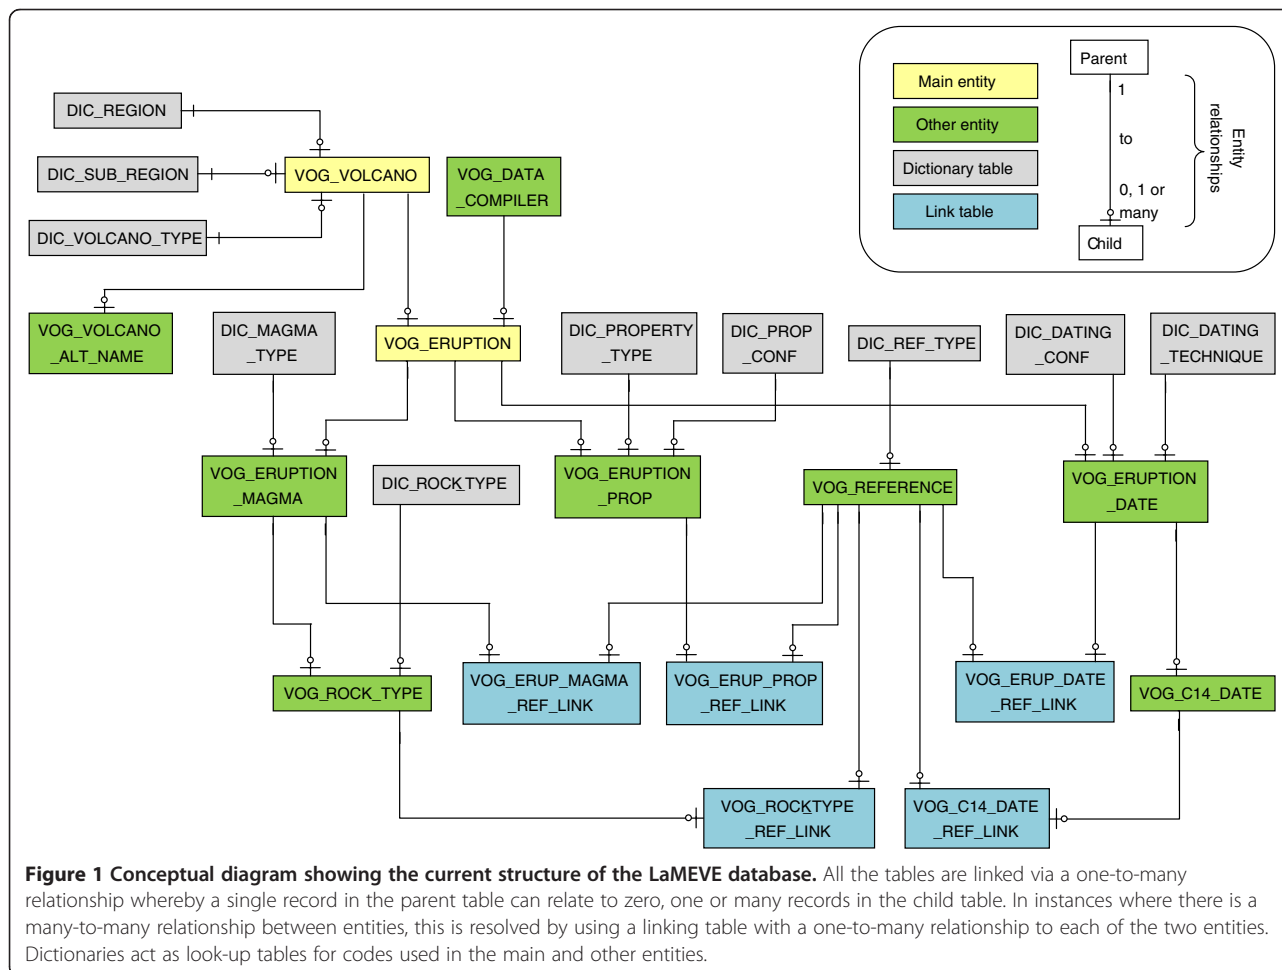 Parent
Main entity
1
DIC_REGION
Other entity
to
Entity
relationships
DIC_SUB_REGION
VOG_VOLCANO
VOG_DATA
_COMPILER
Dictionary table
0, 1 or
many
Link table
DIC_VOLCANO_TYPE
Child
VOG_VOLCANO
_ALT_NAME
DIC_MAGMA
_TYPE
VOG_ERUPTION
DIC_PROPERTY
_TYPE
DIC_PROP
_CONF
DIC_REF_TYPE
DIC_DATING
_CONF
DIC_DATING
_TECHNIQUE
VOG_ERUPTION
_MAGMA
DIC_ROCK_TYPE
VOG_ERUPTION
_PROP
VOG_REFERENCE
VOG_ERUPTION
_DATE
VOG_ROCK_TYPE
VOG_ERUP_MAGMA
_REF_LINK
VOG_ERUP_PROP
_REF_LINK
VOG_ERUP_DATE
_REF_LINK
VOG_C14_DATE
VOG_ROCKTYPE
_REF_LINK
VOG_C14_DATE
_REF_LINK
Figure 1 Conceptual diagram showing the current structure of the LaMEVE database. All the tables are linked via a one-to-many
relationship whereby a single record in the parent table can relate to zero, one or many records in the child table. In instances where there is a
many-to-many relationship between entities, this is resolved by using a linking table with a one-to-many relationship to each of the two entities.
Dictionaries act as look-up tables for codes used in the main and other entities.